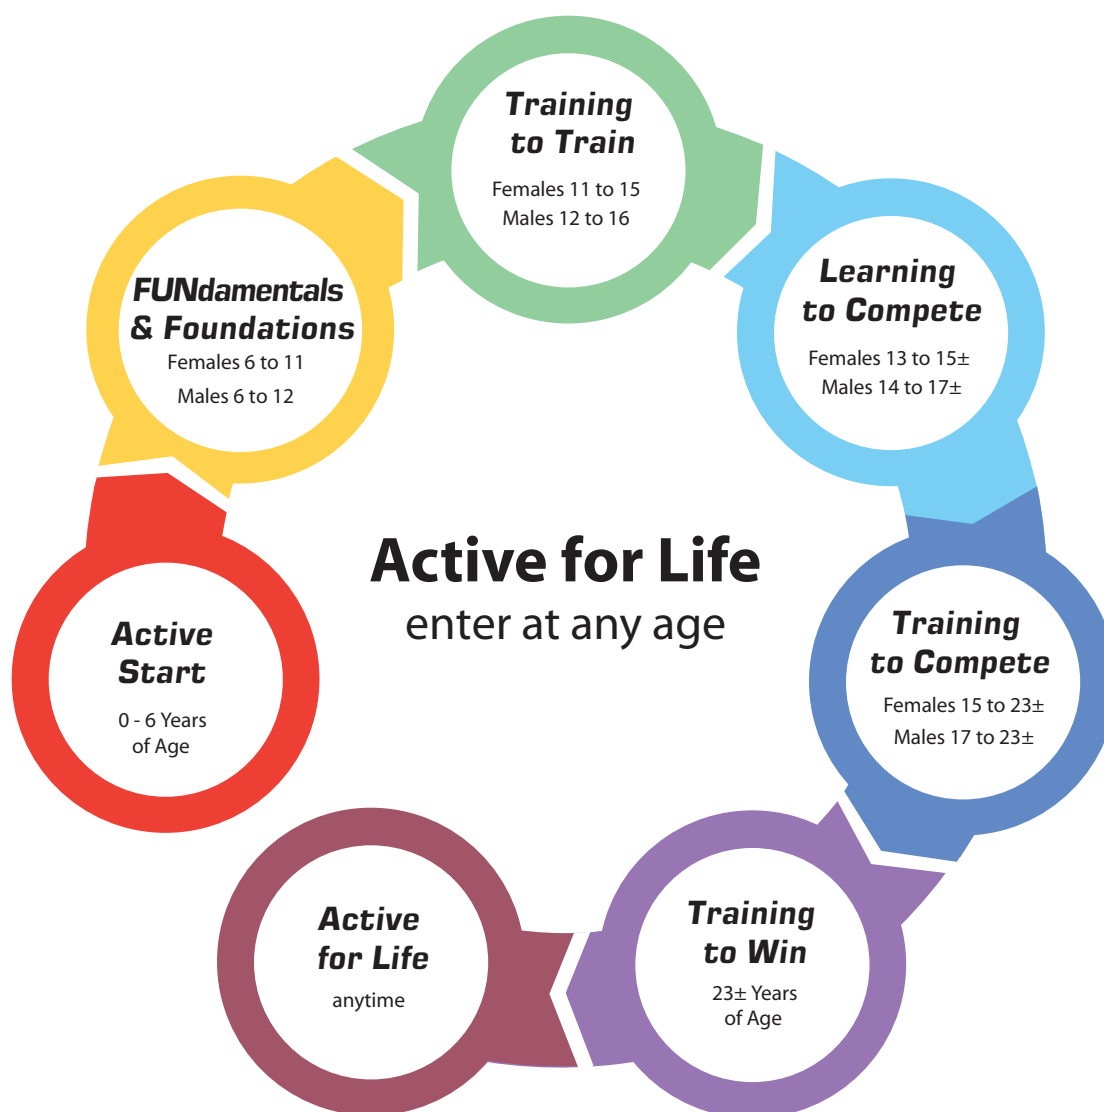 Training
to Train
Females 11 to 15
Males 12 to 16
FUNdamentals
& Foundations
Females 6 to 11
Males 6 to 12
Learning
to Compete
Females 13 to 15±
Males 14 to 17±
Active for Life
enter at any age
Active
Start
0 - 6 Years
of Age
Training
to Compete
Females 15 to 23±
Males 17 to 23±
Active
for Life
anytime
Training
to Win
23± Years
of Age